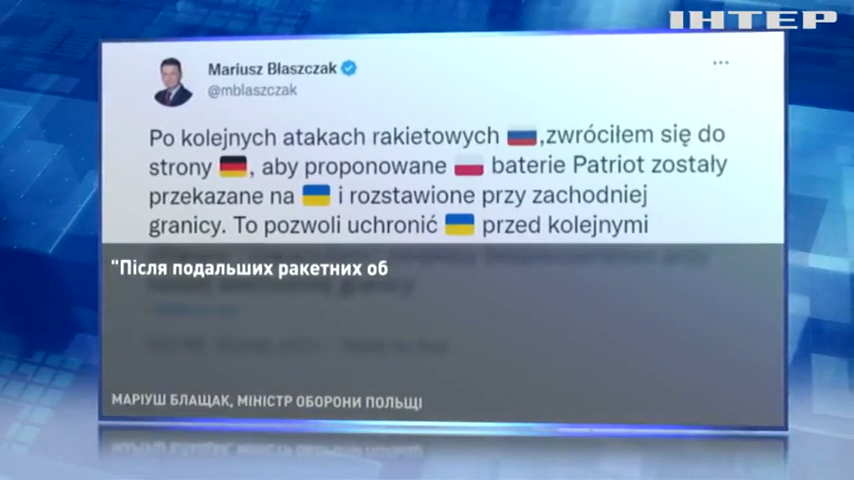 ІНТЕР
Mariusz Błaszczak
@mblaszczak
Po kolejnych atakach rakietowych 🇷🇺,zwróciłem się do
strony 🇩🇪, aby proponowane 🇵🇱 baterie Patriot zostały
przekazane na 🇺🇦 i rozstawione przy zachodniej
granicy. To pozwoli uchronić 🇺🇦 przed kolejnymi
"Після подальших ракетних об
МАРІУШ БЛАЩАК, МІНІСТР ОБОРОНИ ПОЛЬЩІ